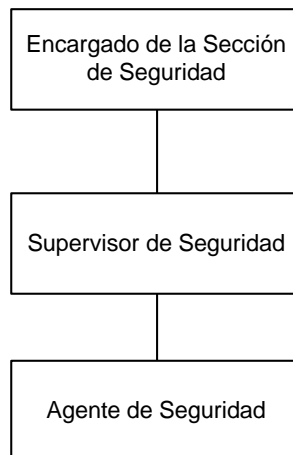 Encargado de la Sección
de Seguridad
Supervisor de Seguridad
Agente de Seguridad